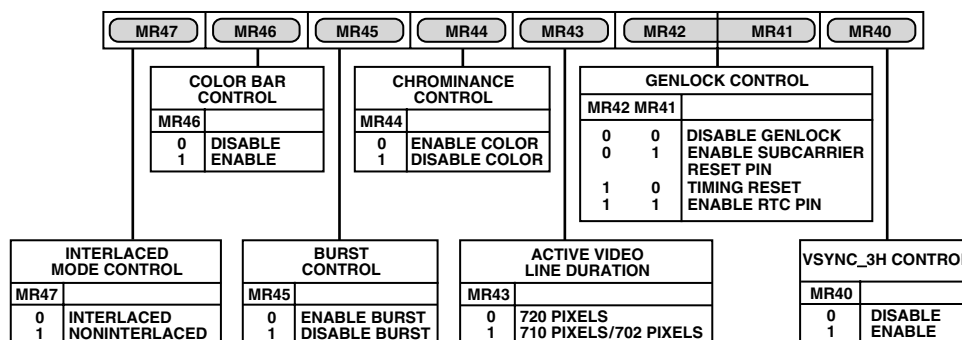 MR47 MR46 MR45 MR44 MR43 MR42 MR41 MR40
COLOR BAR
CONTROL
MR46
0 DISABLE
1 ENABLE
CHROMINANCE
CONTROL
MR44
0 ENABLE COLOR
1 DISABLE COLOR
GENLOCK CONTROL
MR42 MR41
0 0 DISABLE GENLOCK
0 1 ENABLE SUBCARRIER
RESET PIN
1 0 TIMING RESET
1 1 ENABLE RTC PIN
INTERLACED
MODE CONTROL
MR47
0 INTERLACED
1 NONINTERLACED
BURST
CONTROL
MR45
0 ENABLE BURST
1 DISABLE BURST
ACTIVE VIDEO
LINE DURATION
MR43
0 720 PIXELS
1 710 PIXELS/702 PIXELS
VSYNC_3H CONTROL
MR40
0 DISABLE
1 ENABLE